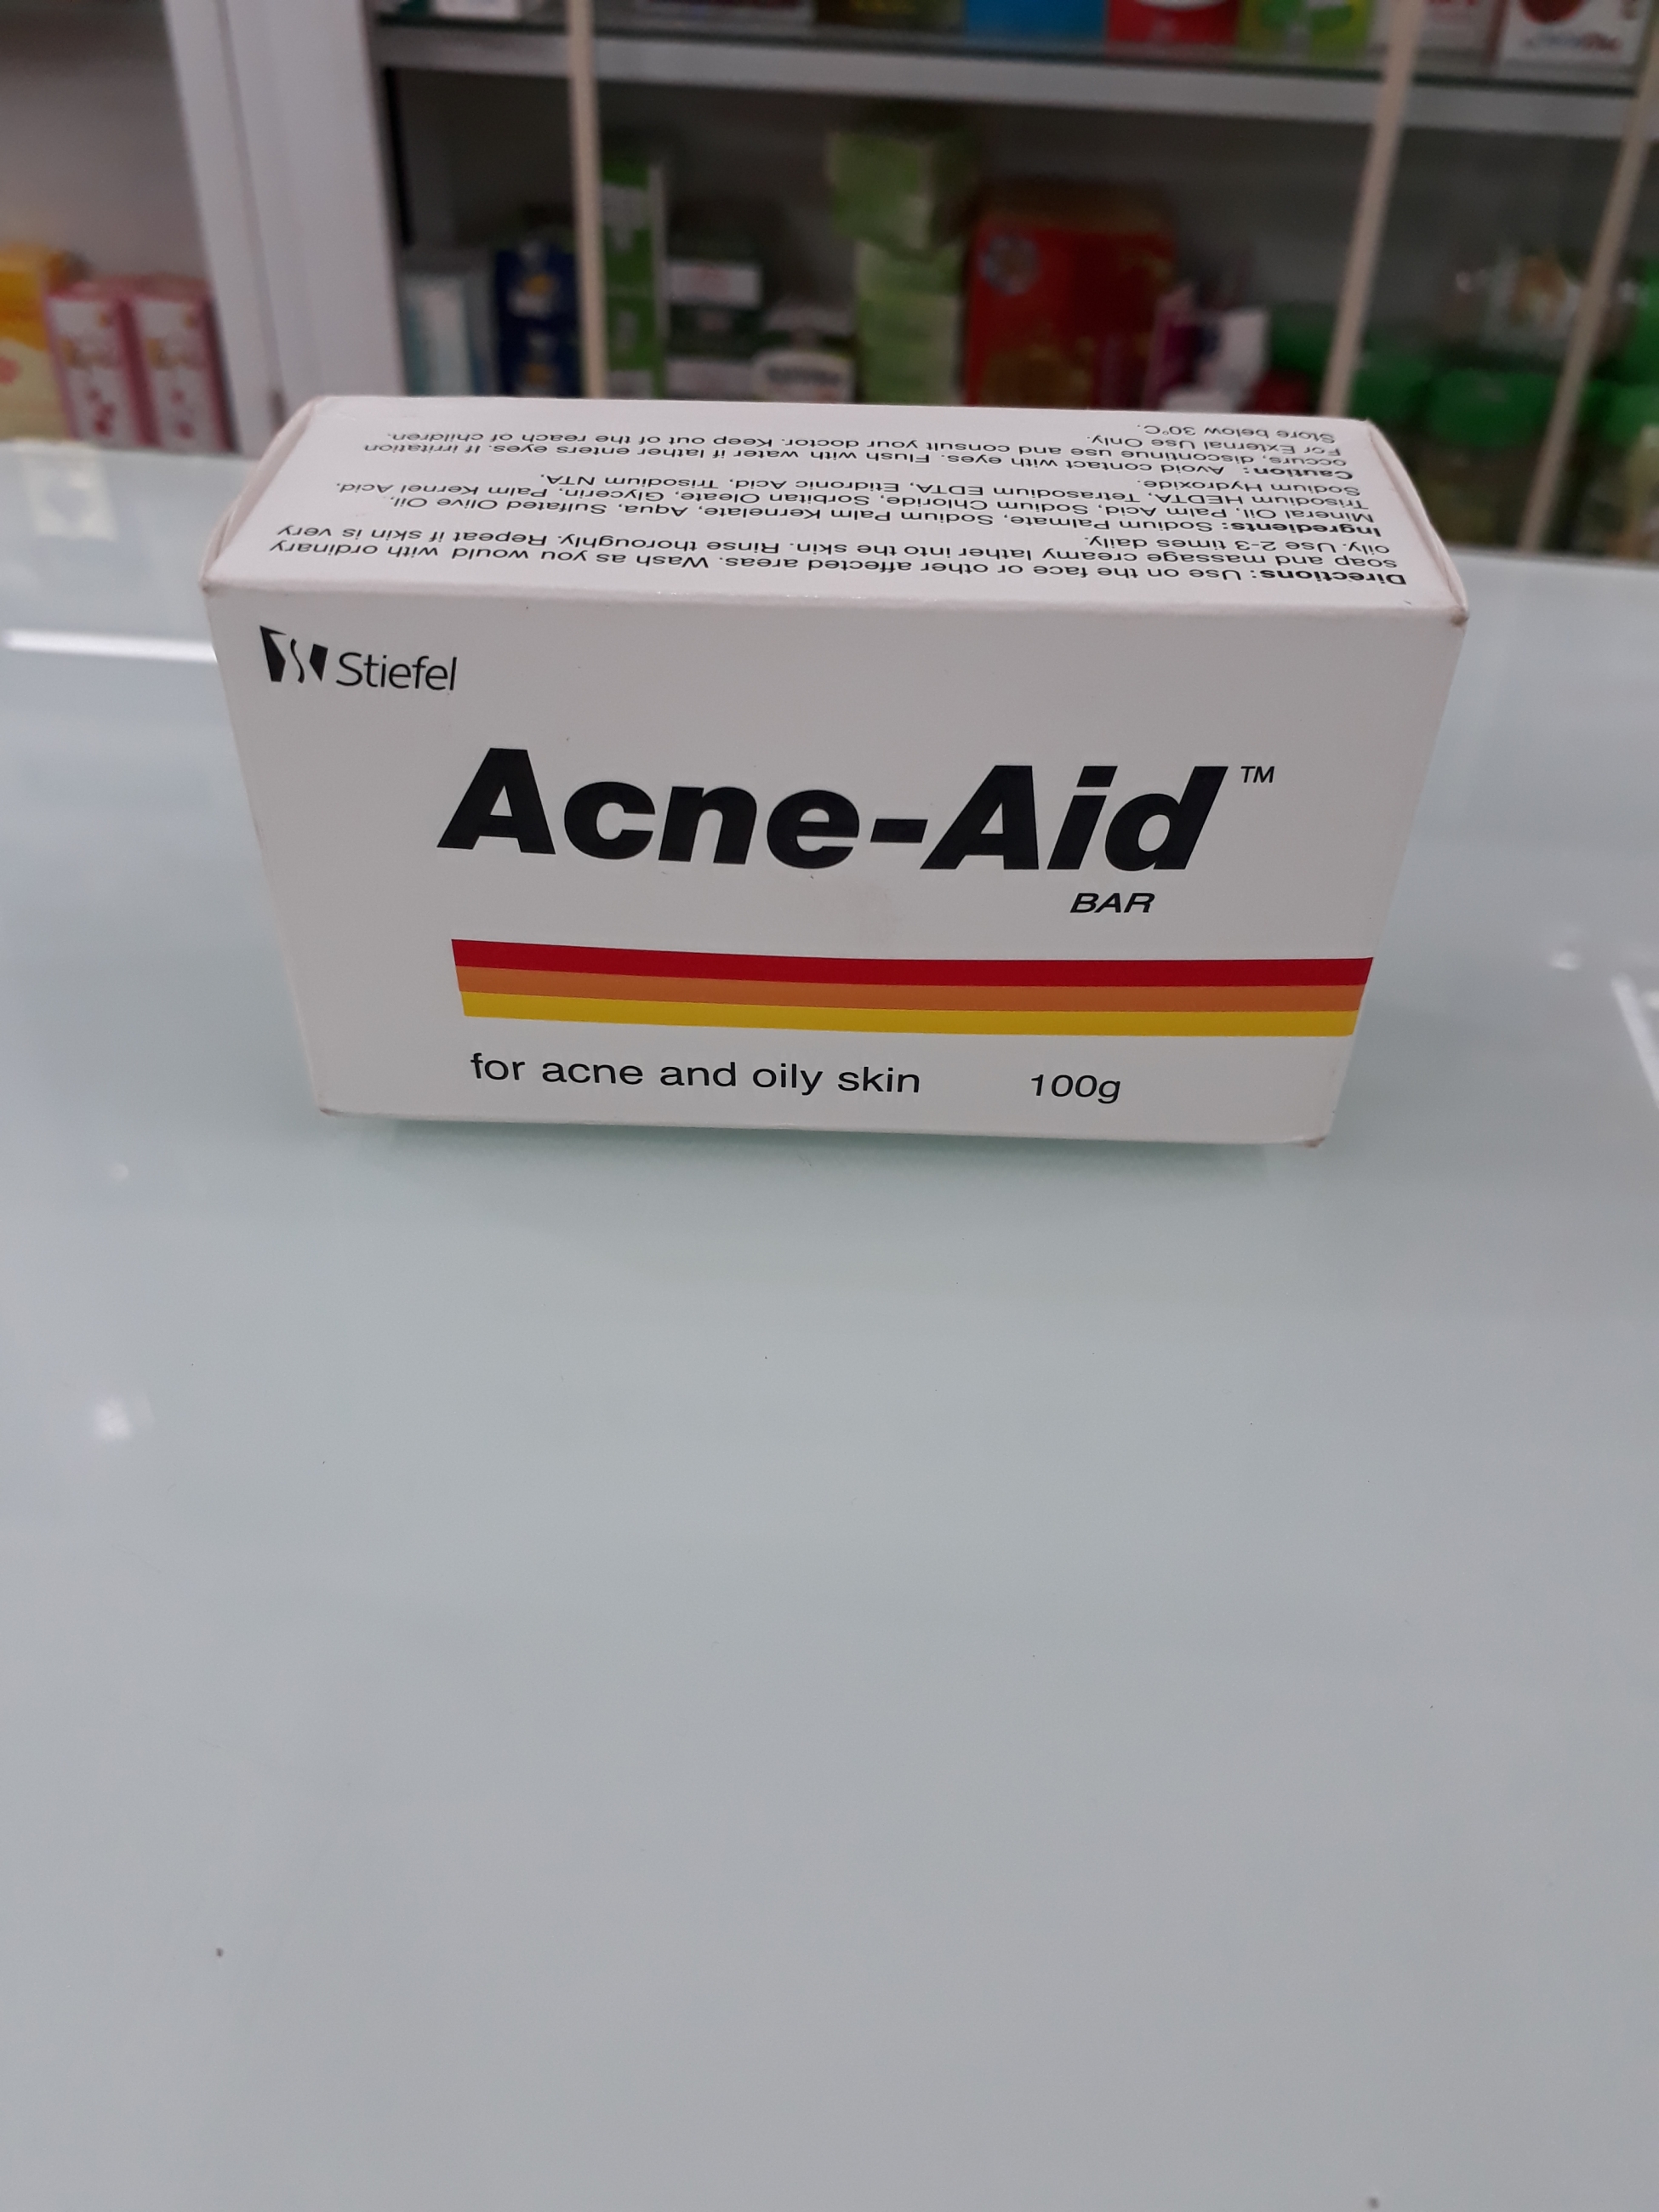 Stiefel
Acne-Aid™
BAR
for acne and oily skin 100g
Directions: Use on the face or other affected areas. Wash as you would with ordinary
soap and massage creamy lather into the skin. Rinse thoroughly. Repeat if skin is very
oily. Use 2-3 times daily.
Ingredients: Sodium Palmate, Sodium Palm Kernelate, Aqua, Sulfated Olive Oil,
Mineral Oil, Palm Acid, Sodium Chloride, Sorbitan Oleate, Glycerin, Palm Kernel Acid,
Trisodium HEDTA, Tetrasodium EDTA, Etidronic Acid, Trisodium NTA,
Sodium Hydroxide.
Caution: Avoid contact with eyes. Flush with water if lather enters eyes. If irritation
occurs, discontinue use and consult your doctor. Keep out of the reach of children.
For External Use Only.
Store below 30°C.